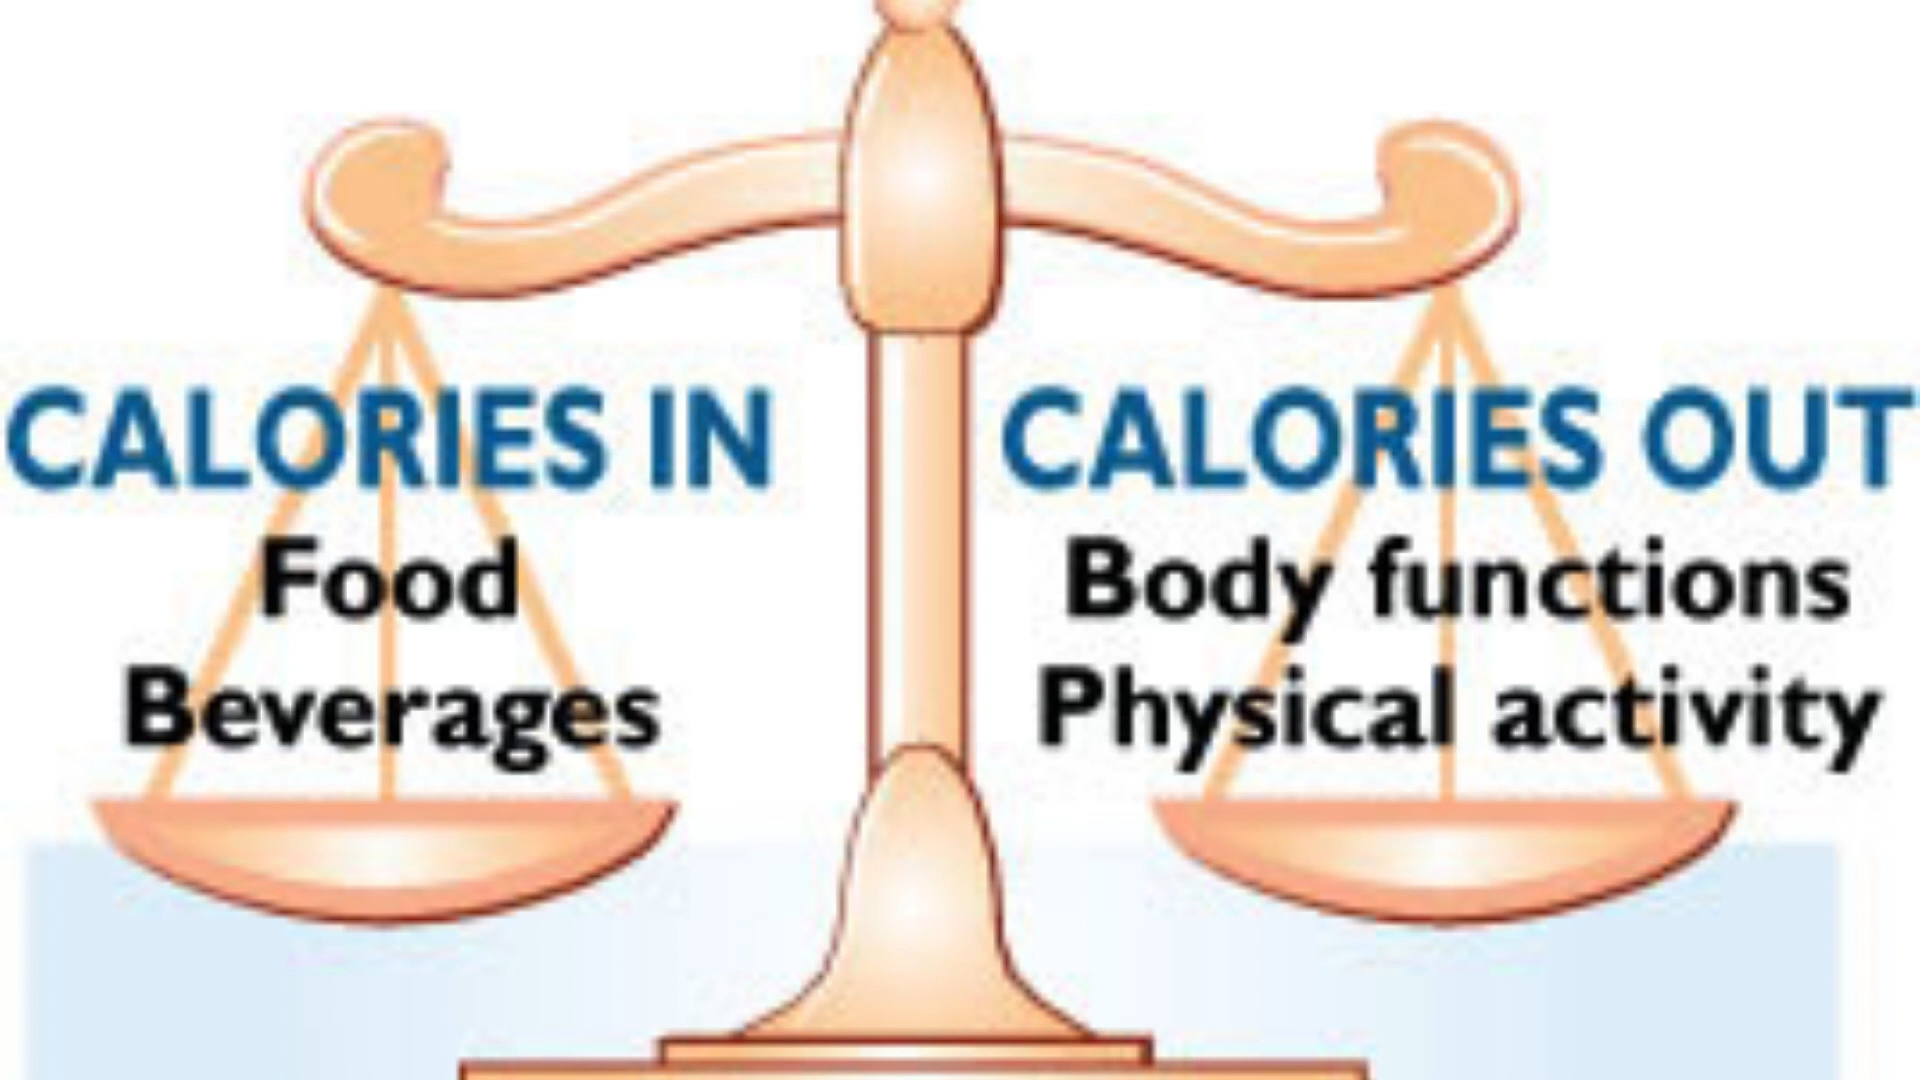 CALORIES IN
Food
Beverages
CALORIES OUT
Body functions
Physical activity